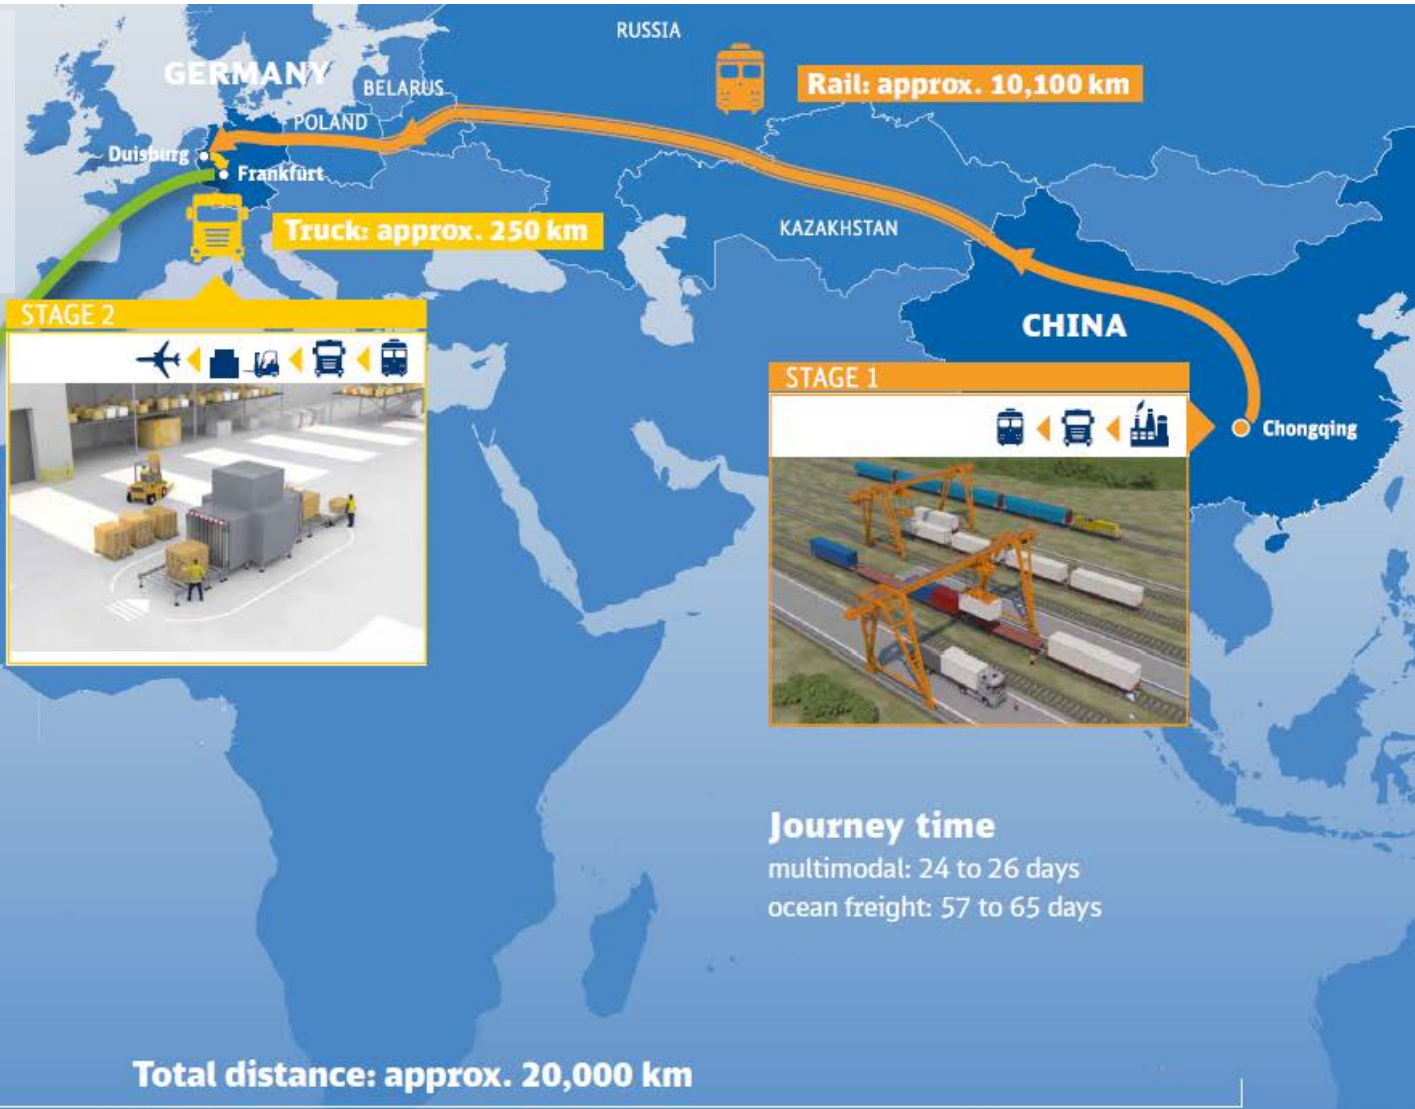 RUSSIA
GERMANY
Rail: approx. 10,100 km
BELARUS
POLAND
Duisburg
Frankfurt
Truck: approx. 250 km
KAZAKHSTAN
STAGE 2
CHINA
STAGE 1
Chongqing
Journey time
multimodal: 24 to 26 days
ocean freight: 57 to 65 days
Total distance: approx. 20,000 km